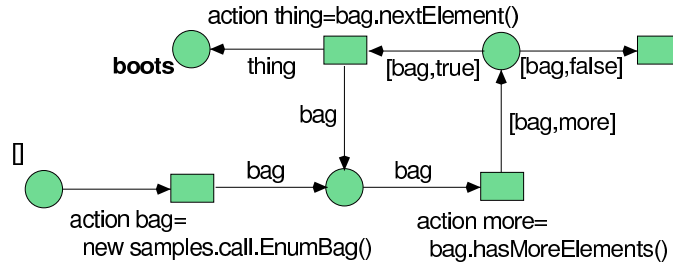 action thing=bag.nextElement()
boots
thing
[bag,true]
[bag,false]
bag
[bag,more]
[]
bag
bag
action bag=
new samples.call.EnumBag()
action more=
bag.hasMoreElements()